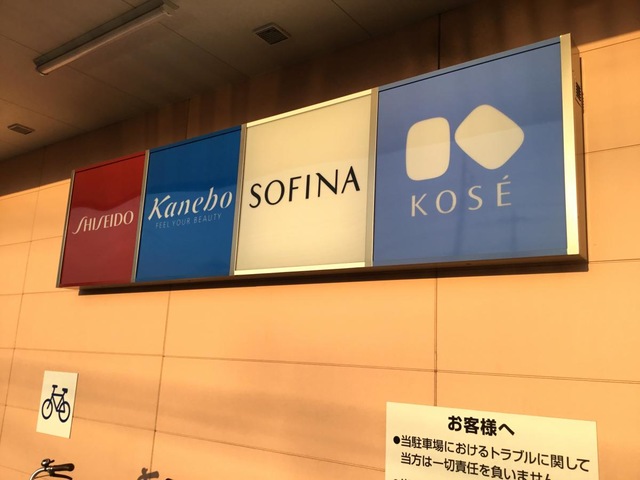 SHISEIDO
Kanebo
FEEL YOUR BEAUTY
SOFINA
KOSÉ
お客様へ
●当駐車場におけるトラブルに関して
当方は一切責任を負いません